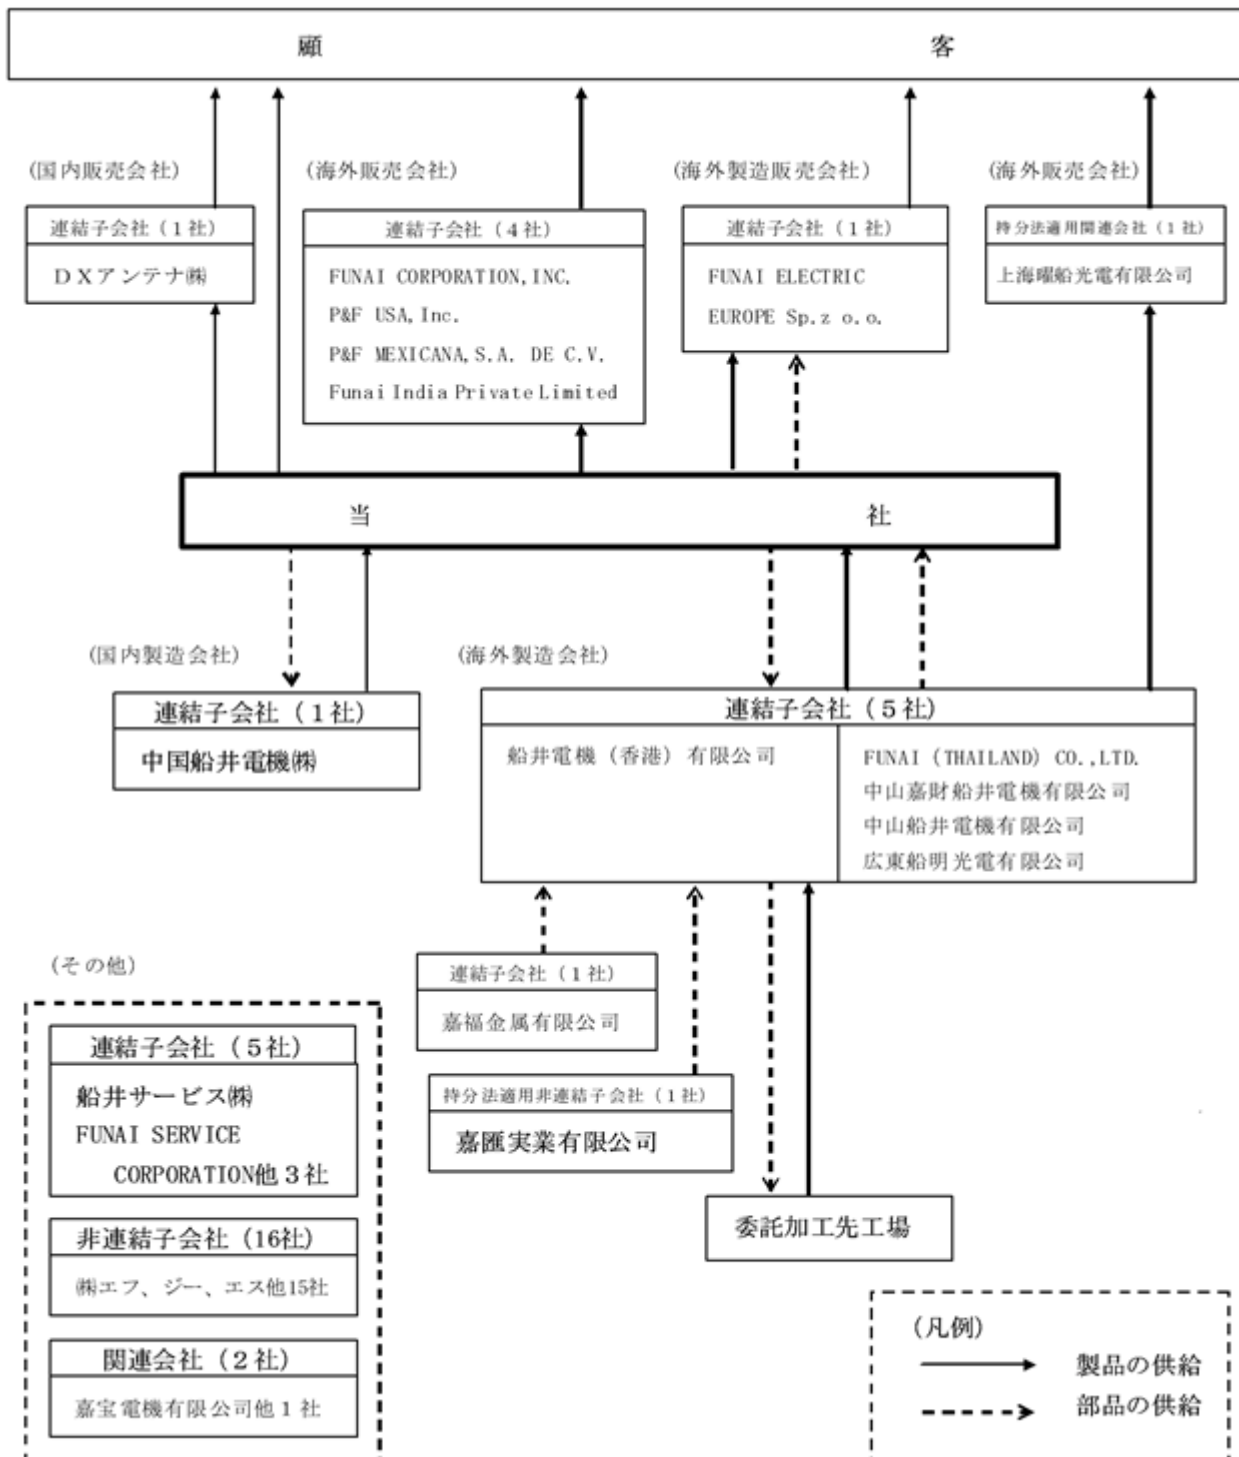 顧 客
(国内販売会社)
連結子会社（１社）
ＤＸアンテナ㈱
(海外販売会社)
連結子会社（４社）
FUNAI CORPORATION,INC.
P&F USA,Inc.
P&F MEXICANA,S.A. DE C.V.
Funai India Private Limited
(海外製造販売会社)
連結子会社（１社）
FUNAI ELECTRIC
EUROPE Sp.z o.o.
(海外販売会社)
持分法適用関連会社（１社）
上海曜船光電有限公司
当 社
(国内製造会社)
連結子会社（１社）
中国船井電機㈱
(海外製造会社)
連結子会社（５社）
船井電機（香港）有限公司
FUNAI (THAILAND) CO.,LTD.
中山嘉財船井電機有限公司
中山船井電機有限公司
広東船明光電有限公司
連結子会社（１社）
嘉福金属有限公司
持分法適用非連結子会社（１社）
嘉匯実業有限公司
委託加工先工場
(その他)
連結子会社（５社）
船井サービス㈱
FUNAI SERVICE
CORPORATION他３社
非連結子会社（16社）
㈱エフ、ジー、エス他15社
関連会社（２社）
嘉宝電機有限公司他１社
(凡例)
製品の供給
部品の供給